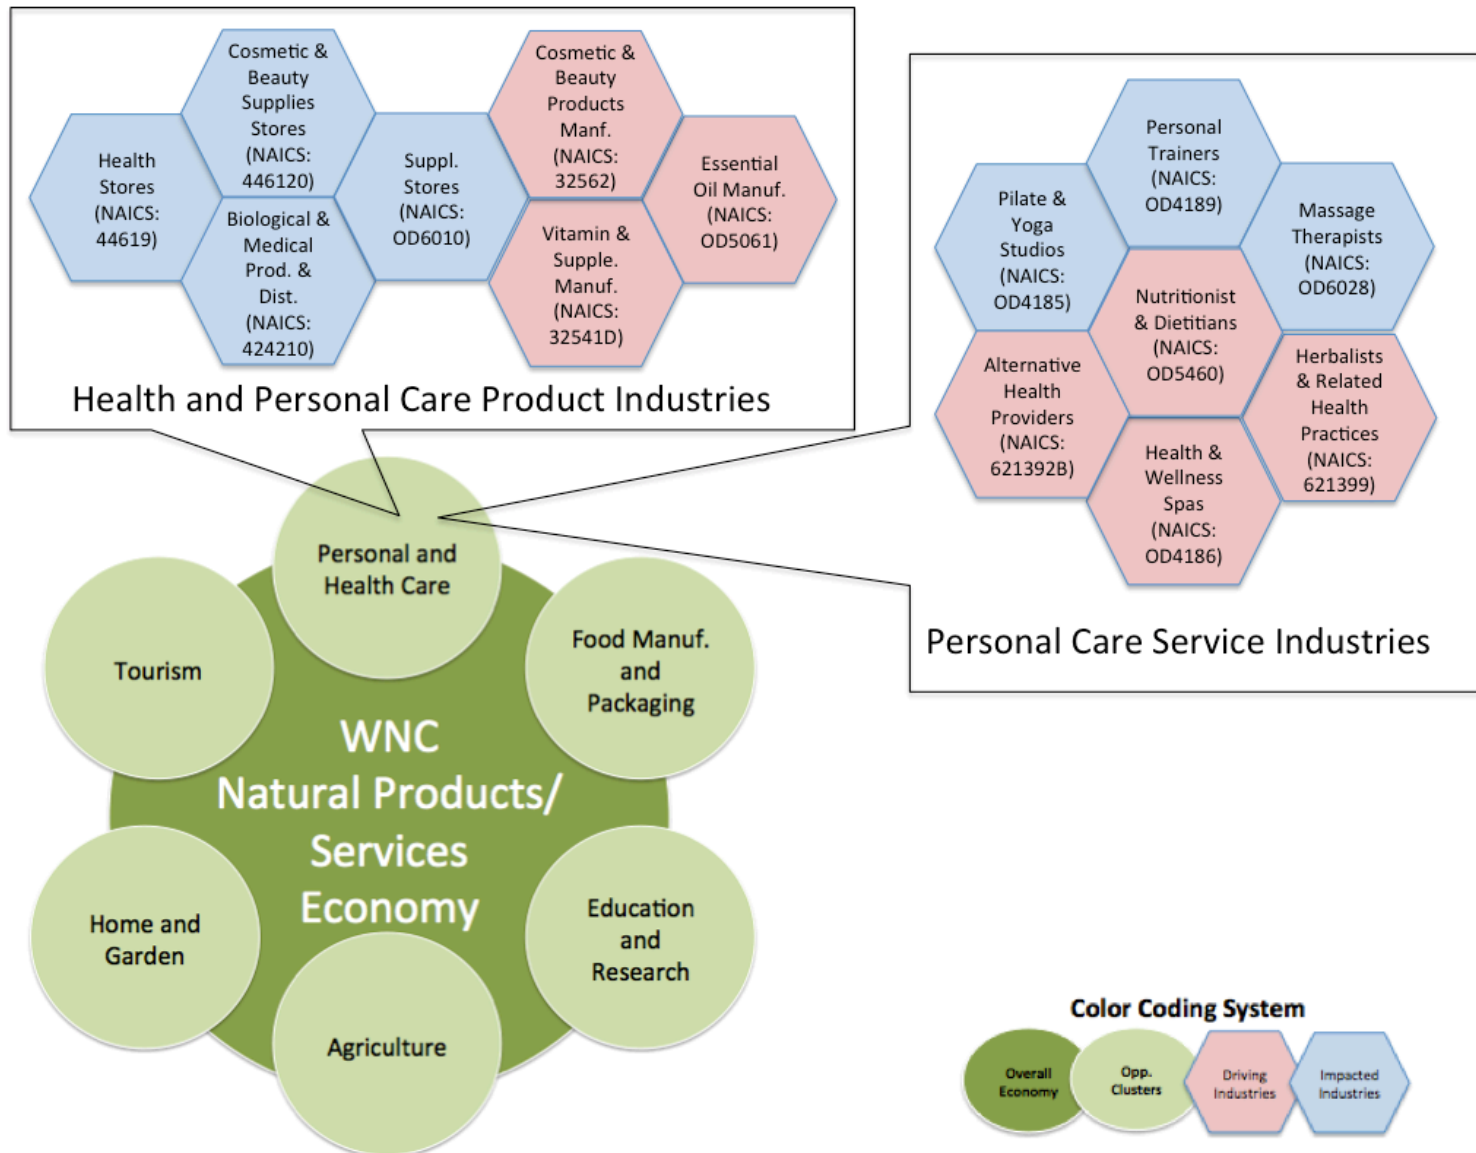 Cosmetic &
Beauty
Supplies
Stores
(NAICS:
446120)
Cosmetic &
Beauty
Products
Manf.
(NAICS:
32562)
Health
Stores
(NAICS:
44619)
Suppl.
Stores
(NAICS:
OD6010)
Essential
Oil Manuf.
(NAICS:
OD5061)
Biological &
Medical
Prod. &
Dist.
(NAICS:
424210)
Vitamin &
Supple.
Manuf.
(NAICS:
32541D)
Health and Personal Care Product Industries
Personal
Trainers
(NAICS:
OD4189)
Pilate &
Yoga
Studios
(NAICS:
OD4185)
Massage
Therapists
(NAICS:
OD6028)
Nutritionist
& Dietitians
(NAICS:
OD5460)
Alternative
Health
Providers
(NAICS:
621392B)
Herbalists
& Related
Health
Practices
(NAICS:
621399)
Health &
Wellness
Spas
(NAICS:
OD4186)
Personal Care Service Industries
Personal and
Health Care
Tourism
Food Manuf.
and
Packaging
WNC
Natural Products/
Services
Economy
Home and
Garden
Education
and
Research
Agriculture
Color Coding System
Overall
Economy
Opp.
Clusters
Driving
Industries
Impacted
Industries